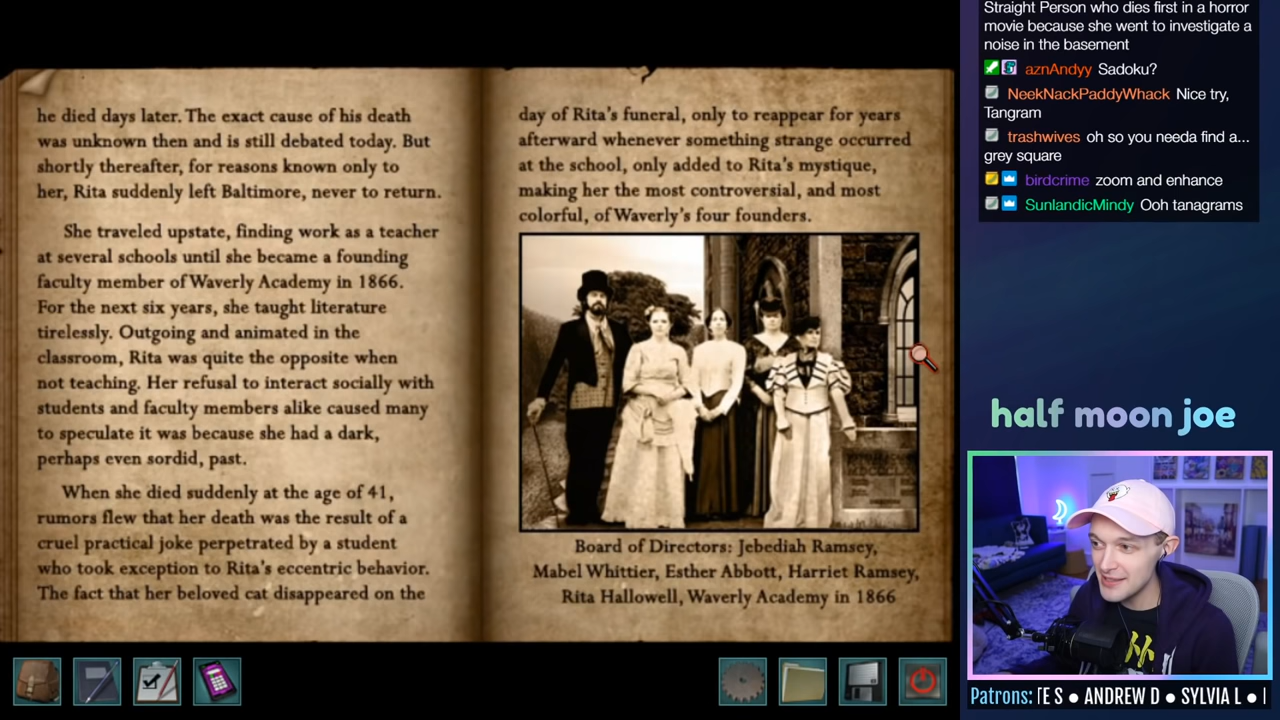 he died days later. The exact cause of his death
was unknown then and is still debated today. But
shortly thereafter, for reasons known only to
her, Rita suddenly left Baltimore, never to return.
She traveled upstate, finding work as a teacher
at several schools until she became a founding
faculty member of Waverly Academy in 1866.
For the next six years, she taught literature
tirelessly. Outgoing and animated in the
classroom, Rita was quite the opposite when
not teaching. Her refusal to interact socially with
students and faculty members alike caused many
to speculate it was because she had a dark,
perhaps even sordid, past.
When she died suddenly at the age of 41,
rumors flew that her death was the result of a
cruel practical joke perpetrated by a student
who took exception to Rita's eccentric behavior.
The fact that her beloved cat disappeared on the
day of Rita's funeral, only to reappear for years
afterward whenever something strange occurred
at the school, only added to Rita's mystique,
making her the most controversial, and most
colorful, of Waverly's four founders.
Board of Directors: Jebediah Ramsey,
Mabel Whittier, Esther Abbott, Harriet Ramsey,
Rita Hallowell, Waverly Academy in 1866
Straight Person who dies first in a horror
movie because she went to investigate a
noise in the basement
aznAndyy Sadoku?
NeekNackPaddyWhack Nice try,
Tangram
trashwives oh so you needa find a...
grey square
birdcrime zoom and enhance
SunlandicMindy Ooh tanagrams
half moon joe
Patrons: TE S ● ANDREW D ● SYLVIA L ●